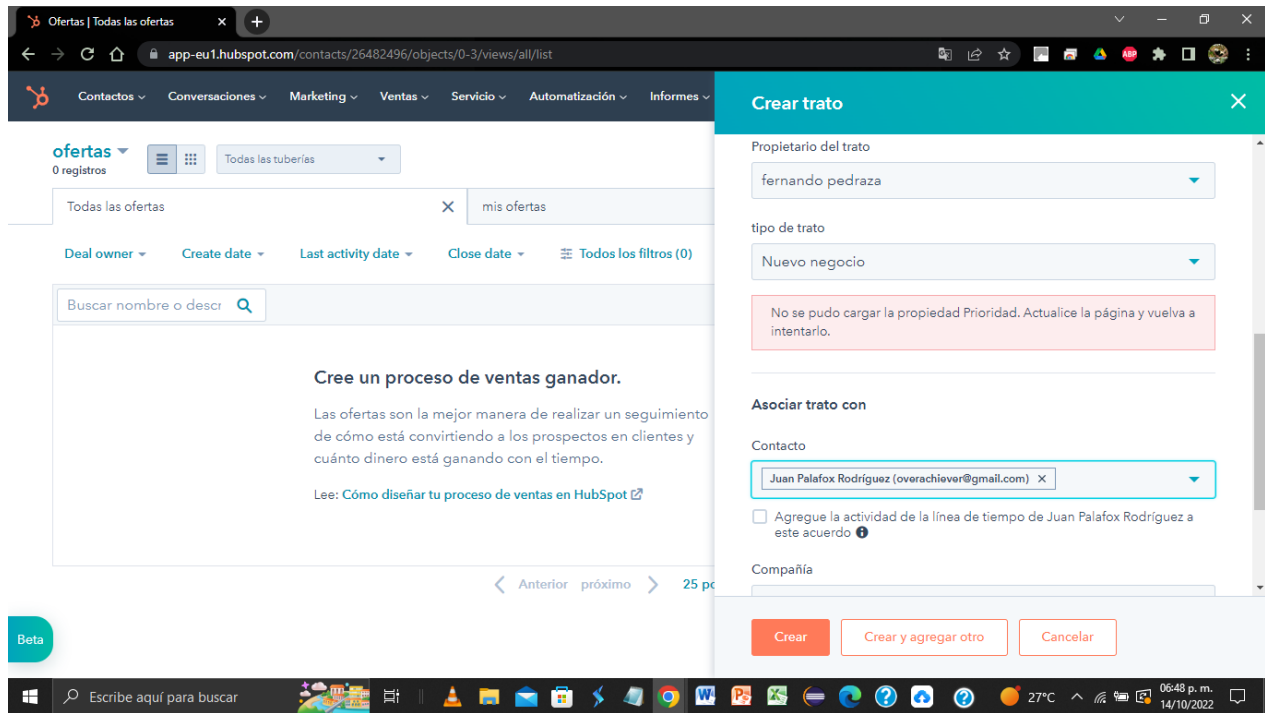 Ofertas | Todas las ofertas
app-eu1.hubspot.com/contacts/26482496/objects/0-3/views/all/list
ABP
Contactos Conversaciones Marketing Ventas Servicio Automatización Informes
Crear trato
ofertas
0 registros
Todas las tuberías
Todas las ofertas
mis ofertas
Deal owner Create date Last activity date Close date Todos los filtros (0)
Buscar nombre o descr
Cree un proceso de ventas ganador.
Las ofertas son la mejor manera de realizar un seguimiento
de cómo está convirtiendo a los prospectos en clientes y
cuánto dinero está ganando con el tiempo.
Lee: Cómo diseñar tu proceso de ventas en HubSpot
Anterior próximo 25 po
Beta
Propietario del trato
fernando pedraza
tipo de trato
Nuevo negocio
No se pudo cargar la propiedad Prioridad. Actualice la página y vuelva a
intentarlo.
Asociar trato con
Contacto
Juan Palafox Rodríguez (overachiever@gmail.com)
Agregue la actividad de la línea de tiempo de Juan Palafox Rodríguez a
este acuerdo
Compañía
Crear Crear y agregar otro Cancelar
Escribe aquí para buscar
27°C
06:48 p. m.
14/10/2022